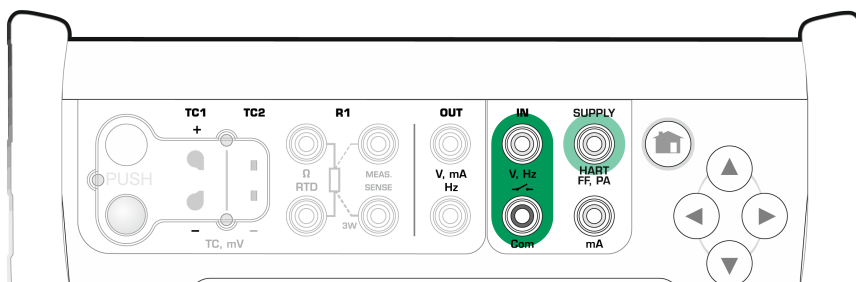 TC1 TC2 R1 OUT IN SUPPLY
+
PUSH
Ω
RTD
MEAS.
SENSE
V, mA
Hz
V, Hz
HART
FF, PA
3W
– –
TC, mV
Com
mA